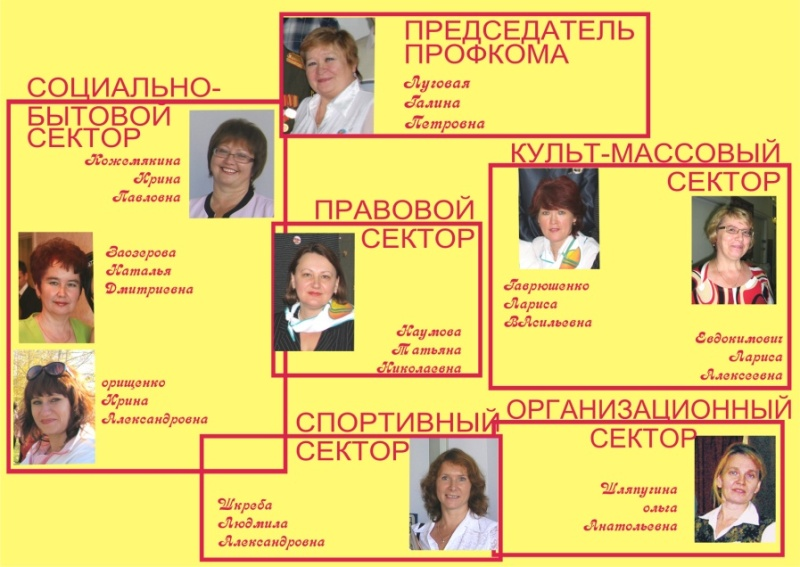 ПРЕДСЕДАТЕЛЬ
ПРОФКОМА
Луговая
Галина
Петровна
СОЦИАЛЬНО-
БЫТОВОЙ
СЕКТОР
Кожемякина
Ирина
Павловна
Заозерова
Наталья
Дмитриевна
орищенко
Ирина
Александровна
ПРАВОВОЙ
СЕКТОР
Наумова
Татьяна
Николаевна
КУЛЬТ-МАССОВЫЙ
СЕКТОР
Гаврюшенко
Лариса
ВАсильевна
Евдокимович
Лариса
Алексеевна
СПОРТИВНЫЙ
СЕКТОР
Шкреба
Людмила
Александровна
ОРГАНИЗАЦИОННЫЙ
СЕКТОР
Шляпугина
ольга
Анатольевна